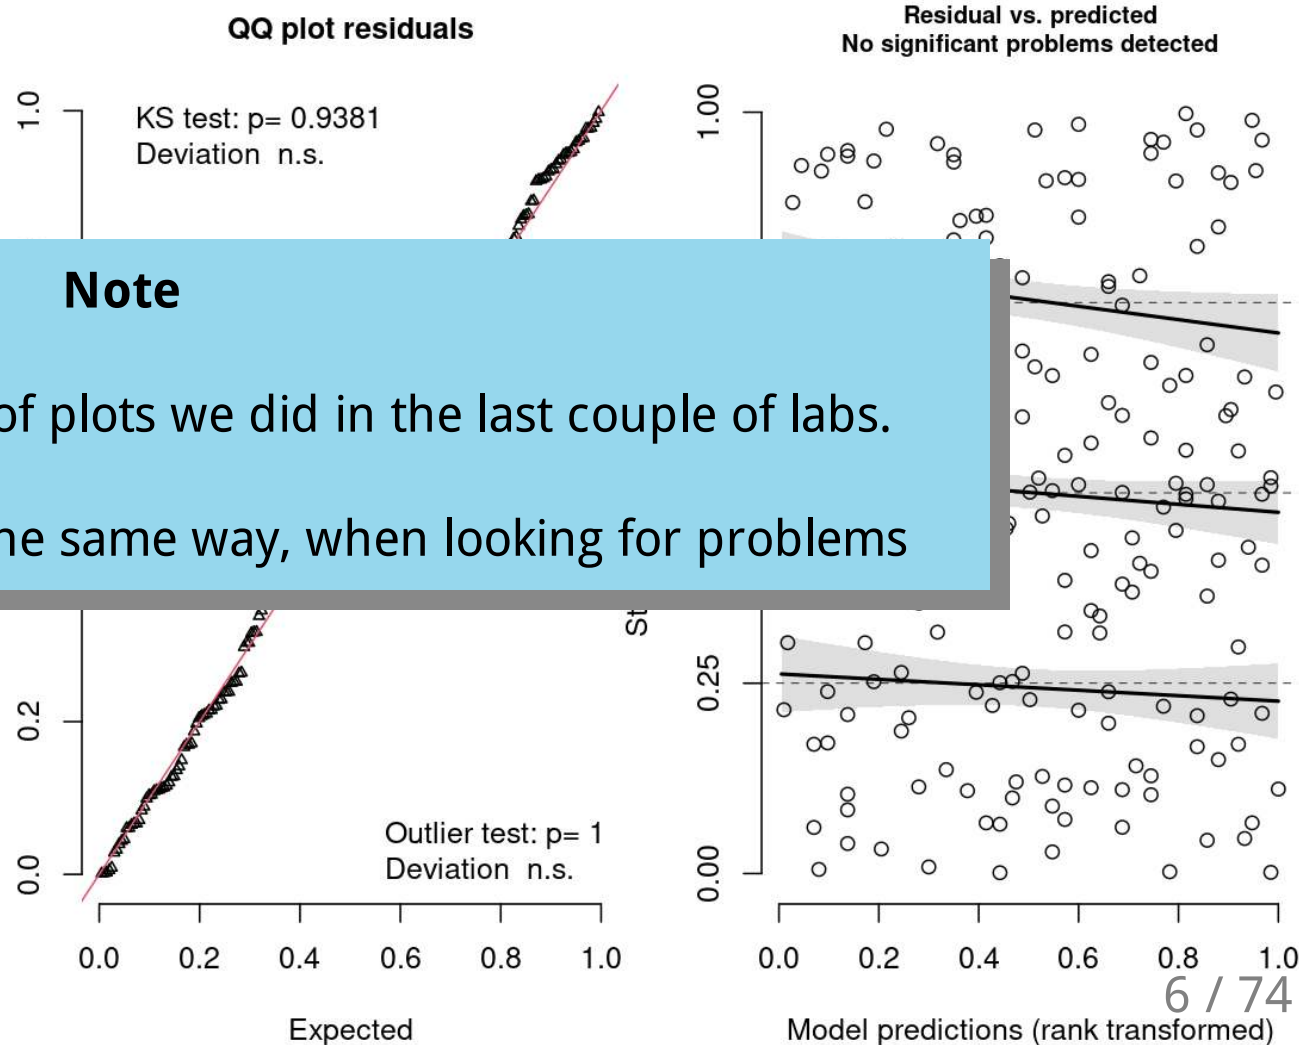 QQ plot residuals
KS test: p= 0.9381
Deviation n.s.
1.0
0.2
0.0
Outlier test: p= 1
Deviation n.s.
0.0 0.2 0.4 0.6 0.8 1.0
Expected
Residual vs. predicted
No significant problems detected
1.00
0.25
0.00
0.0 0.2 0.4 0.6 0.8 1.0
Model predictions (rank transformed)
Note
of plots we did in the last couple of labs.
same way, when looking for problems
6 / 74